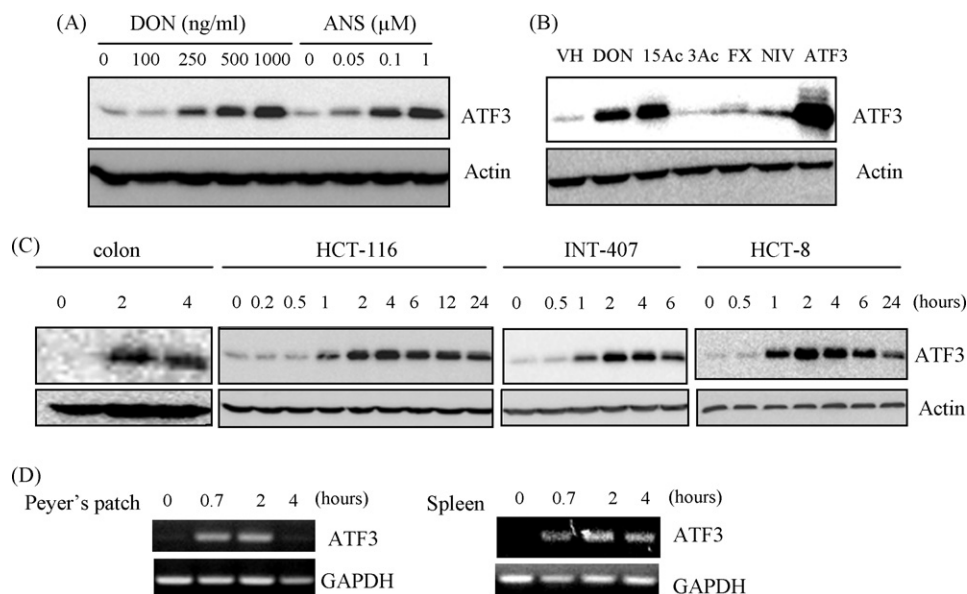 (A) DON (ng/ml) ANS (µM)
0 100 250 500 1000 0 0.05 0.1 1
ATF3
Actin
(B)
VH DON 15Ac 3Ac FX NIV ATF3
ATF3
Actin
(C) colon HCT-116 INT-407 HCT-8
0 2 4 0 0.2 0.5 1 2 4 6 12 24 0 0.5 1 2 4 6 0 0.5 1 2 4 6 24 (hours)
ATF3
Actin
(D)
Peyer's patch 0 0.7 2 4 (hours)
ATF3
GAPDH
Spleen 0 0.7 2 4 (hours)
ATF3
GAPDH